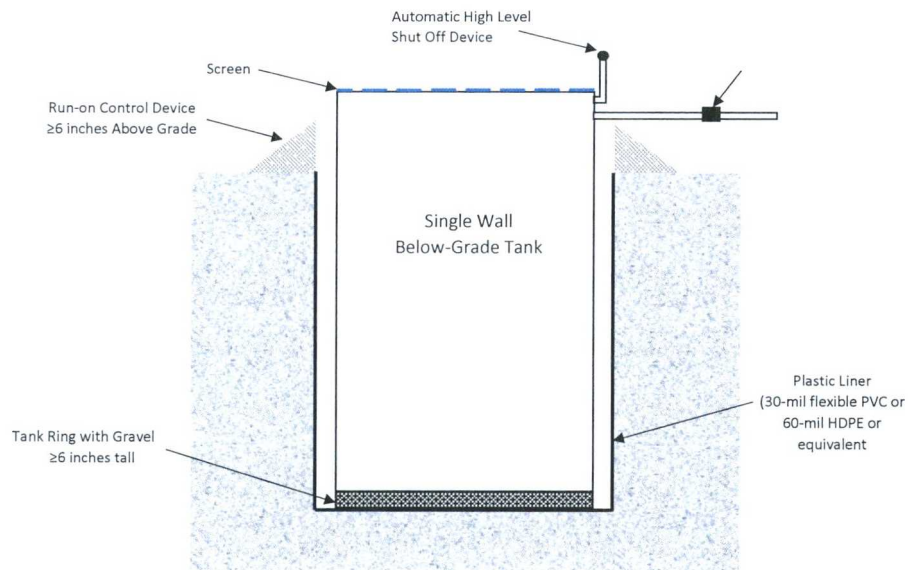 Automatic High Level
Shut Off Device
Screen
Run-on Control Device
≥6 inches Above Grade
Single Wall
Below-Grade Tank
Plastic Liner
(30-mil flexible PVC or
60-mil HDPE or
equivalent
Tank Ring with Gravel
≥6 inches tall